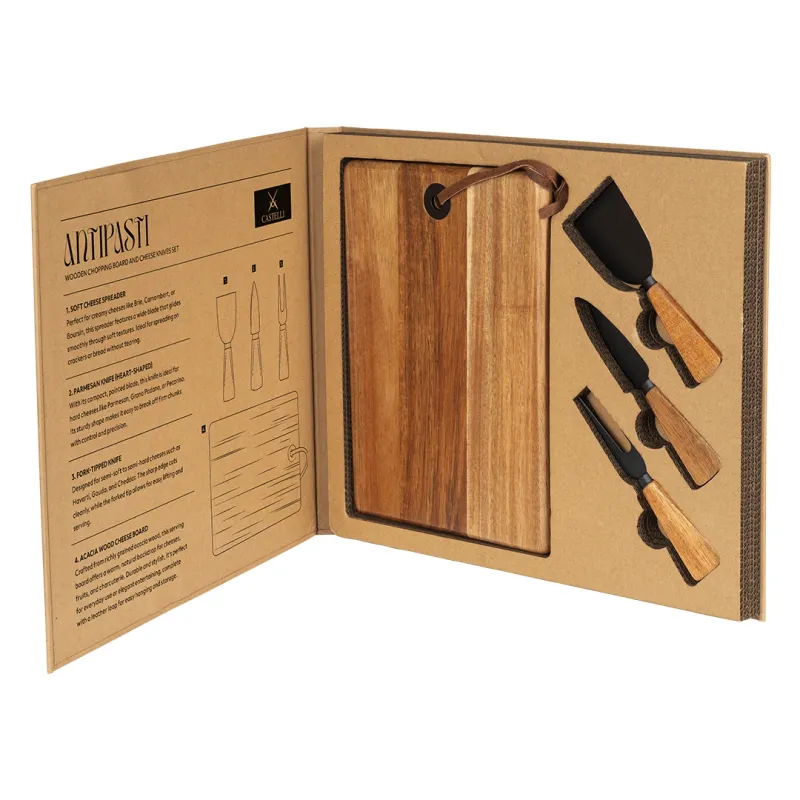 CASTELLI
ANTIPASTI
WOODEN CHOPPING BOARD AND CHEESE KNIVES SET
1. SOFT CHEESE SPREADER
Perfect for creamy cheeses like Brie, Camembert, or
Boursin, this spreader features a wide blade that glides
smoothly through soft textures. Ideal for spreading on
crackers or bread without tearing.
2. PARMESAN KNIFE (HEART-SHAPED)
With its compact, pointed blade, this knife is ideal for
hard cheeses like Parmesan, Grana Padano, or Pecorino.
Its sturdy shape makes it easy to break off firm chunks
with control and precision.
3. FORK-TIPPED KNIFE
Designed for semi-soft to semi-hard cheeses such as
Havarti, Gouda, and Cheddar. The sharp edge cuts
cleanly, while the forked tip allows for easy lifting and
serving.
4. ACACIA WOOD CHEESE BOARD
Crafted from richly grained acacia wood, this serving
board offers a warm, natural backdrop for cheeses,
fruits, and charcuterie. Durable and stylish, it's perfect
for everyday use or elegant entertaining, complete
with a leather loop for easy hanging and storage.